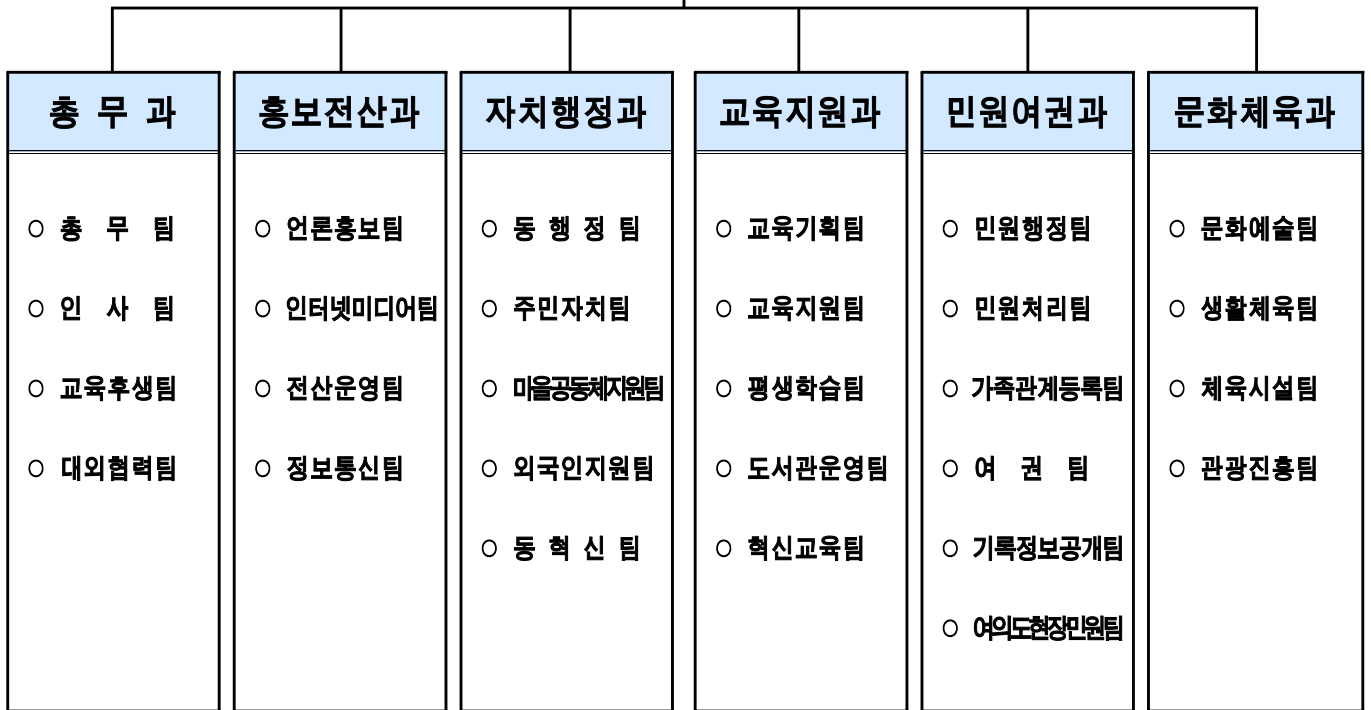 총 무 과
○ 총 무 팀
○ 인 사 팀
○ 교육후생팀
○ 대외협력팀
홍보전산과
○ 언론홍보팀
○ 인터넷미디어팀
○ 전산운영팀
○ 정보통신팀
자치행정과
○ 동 행 정 팀
○ 주민자치팀
○ 마을공동체지원팀
○ 외국인지원팀
○ 동 혁 신 팀
교육지원과
○ 교육기획팀
○ 교육지원팀
○ 평생학습팀
○ 도서관운영팀
○ 혁신교육팀
민원여권과
○ 민원행정팀
○ 민원처리팀
○ 가족관계등록팀
○ 여 권 팀
○ 기록정보공개팀
○ 여의도현장민원팀
문화체육과
○ 문화예술팀
○ 생활체육팀
○ 체육시설팀
○ 관광진흥팀